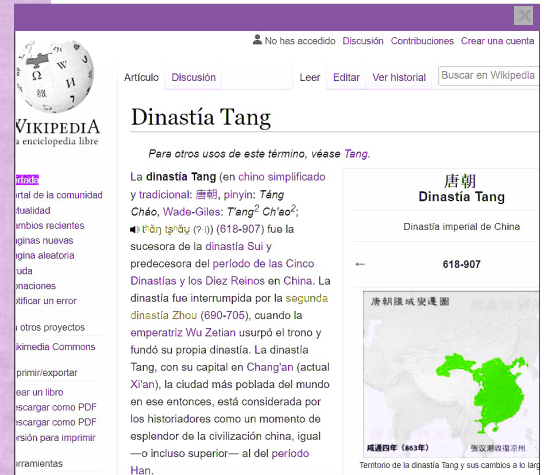 No has accedido Discusión Contribuciones Crear una cuenta
Artículo Discusión Leer Editar Ver historial Buscar en Wikipedia
WIKIPEDIA
a enciclopedia libre
Dinastía Tang
Para otros usos de este término, véase Tang.
La dinastía Tang (en chino simplificado
y tradicional: 唐朝, pinyin: Táng
Cháo, Wade-Giles: T'ang2 Ch'ao2;
(618-907) fue la
sucesora de la dinastía Sui y
predecesora del período de las Cinco
Dinastías y los Diez Reinos en China. La
dinastía fue interrumpida por la segunda
dinastía Zhou (690-705), cuando la
emperatriz Wu Zetian usurpó el trono y
fundó su propia dinastía. La dinastía
Tang, con su capital en Chang'an (actual
Xi'an), la ciudad más poblada del mundo
en ese entonces, está considerada por
los historiadores como un momento de
esplendor de la civilización china, igual
—o incluso superior— al del período
Han.
唐朝
Dinastía Tang
Dinastía imperial de China
← 618-907
唐朝疆域變遷圖
咸通四年（863年） 张议潮收復凉州
Territorio de la dinastía Tang y sus cambios a lo larg
rtada
ortal de la comunidad
ctualidad
ambios recientes
áginas nuevas
ágina aleatoria
yuda
onaciones
otificar un error
n otros proyectos
ikimedia Commons
mprimir/exportar
rear un libro
escargar como PDF
escargar como PDF
ersión para imprimir
erramientas